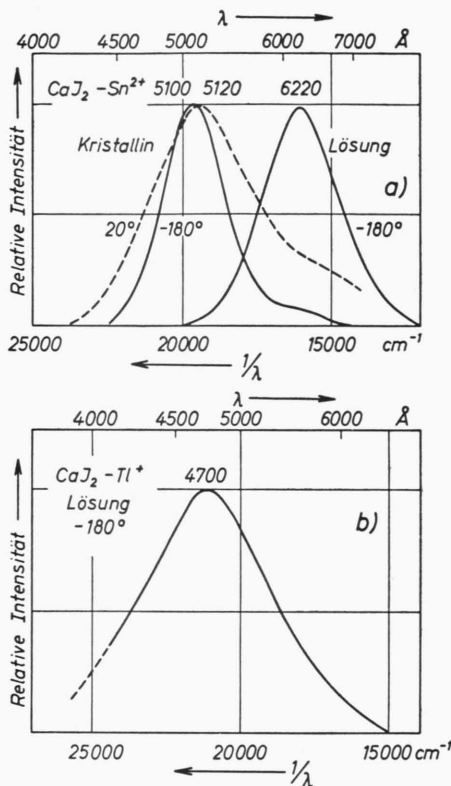 λ
4000 4500 5000 6000 7000 Å
CaJ₂-Sn²⁺ 5100 5120 6220
Kristallin Lösung
a)
20° -180° -180°
Relative Intensität
25000 20000 15000 cm⁻¹
1/λ
λ
4000 4500 5000 6000 Å
CaJ₂-Tl⁺ 4700
Lösung
-180° b)
Relative Intensität
25000 20000 15000 cm⁻¹
1/λ